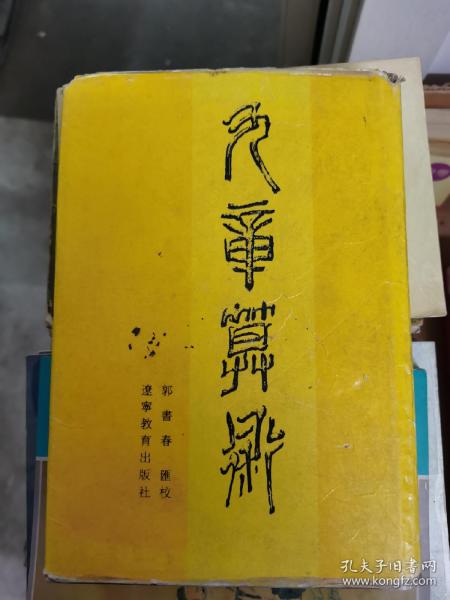 九章算術
郭書春 匯校
遼寧教育出版社
孔夫子旧书网
www.kongfz.com